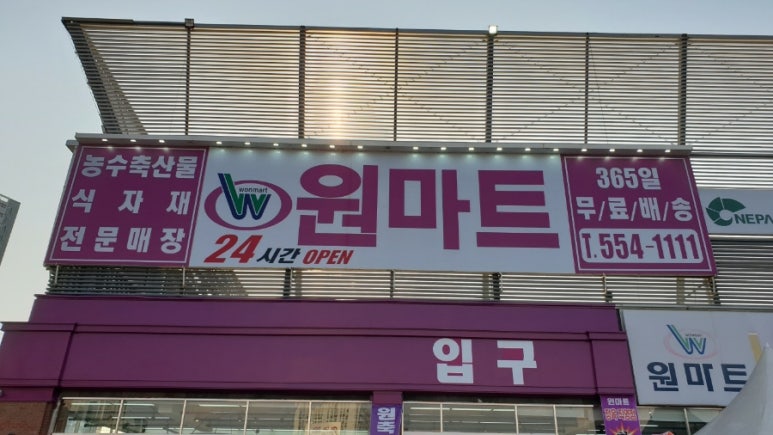 농수축산물
식자재
전문매장
wonmart
원마트
24시간 OPEN
365일
무/료/배/송
T.554-1111
NEPA
입구
원마트
원마트